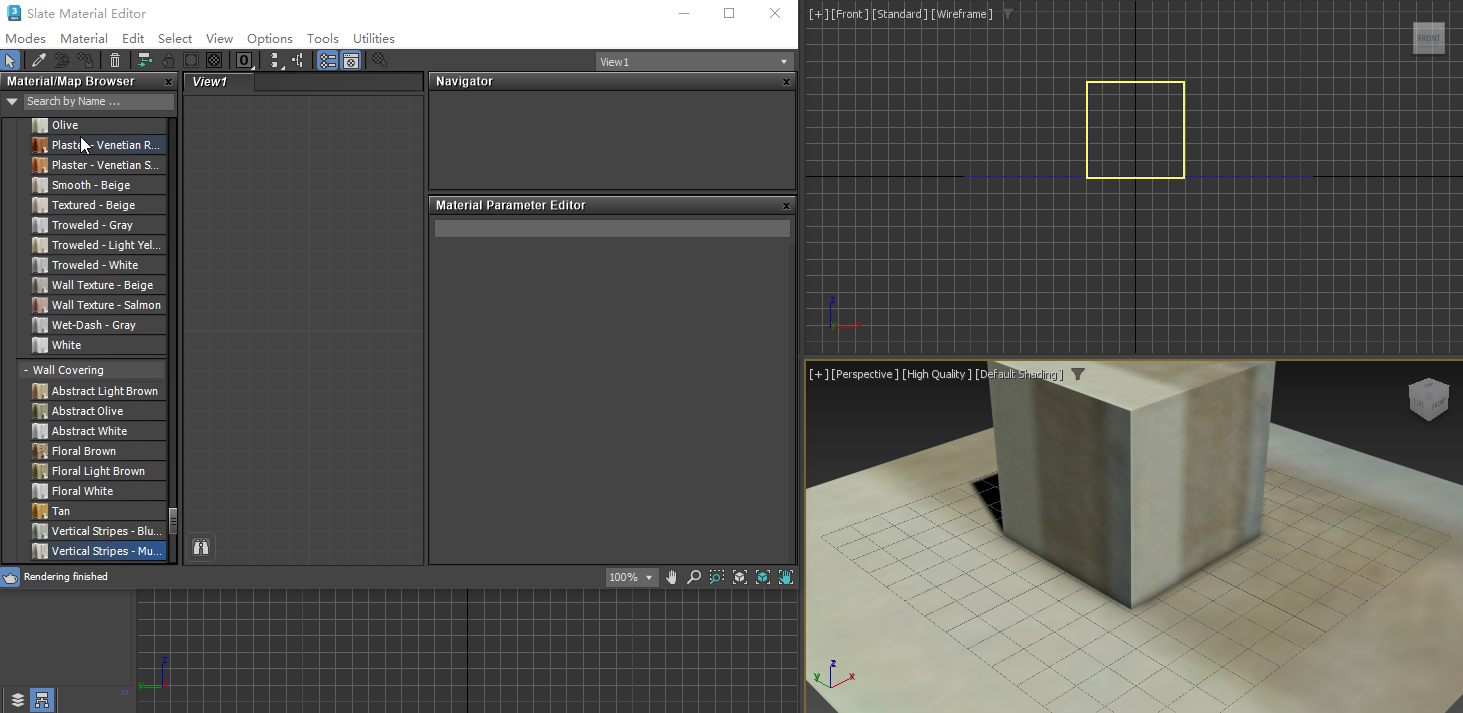 Slate Material Editor
Modes Material Edit Select View Options Tools Utilities
View1
Material/Map Browser
Search by Name ...
Olive
Plaster - Venetian R...
Plaster - Venetian S...
Smooth - Beige
Textured - Beige
Troweled - Gray
Troweled - Light Yel...
Troweled - White
Wall Texture - Beige
Wall Texture - Salmon
Wet-Dash - Gray
White
- Wall Covering
Abstract Light Brown
Abstract Olive
Abstract White
Floral Brown
Floral Light Brown
Floral White
Tan
Vertical Stripes - Blu...
Vertical Stripes - Mu...
View1
Navigator
Material Parameter Editor
Rendering finished
100%
z
y
[+] [Front ] [Standard ] [Wireframe ]
FRONT
z
y x
[+] [Perspective ] [High Quality ] [Default Shading ]
z
y x